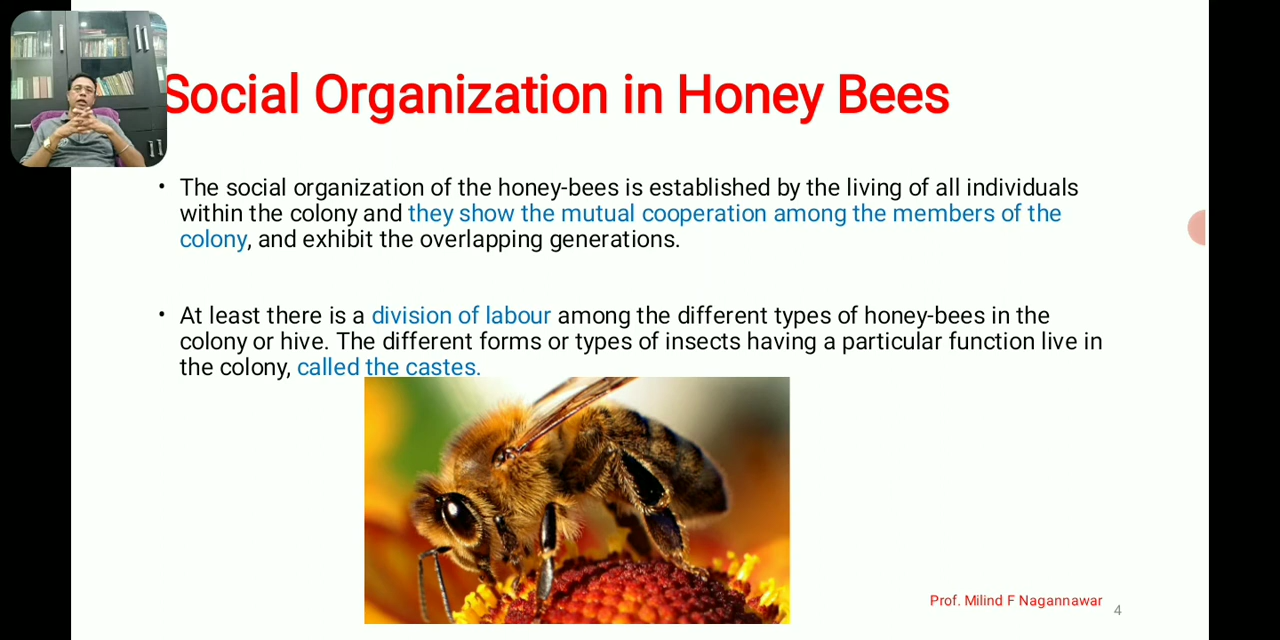 Social Organization in Honey Bees
• The social organization of the honey-bees is established by the living of all individuals
within the colony and they show the mutual cooperation among the members of the
colony, and exhibit the overlapping generations.
• At least there is a division of labour among the different types of honey-bees in the
colony or hive. The different forms or types of insects having a particular function live in
the colony, called the castes.
Prof. Milind F Nagannawar
4